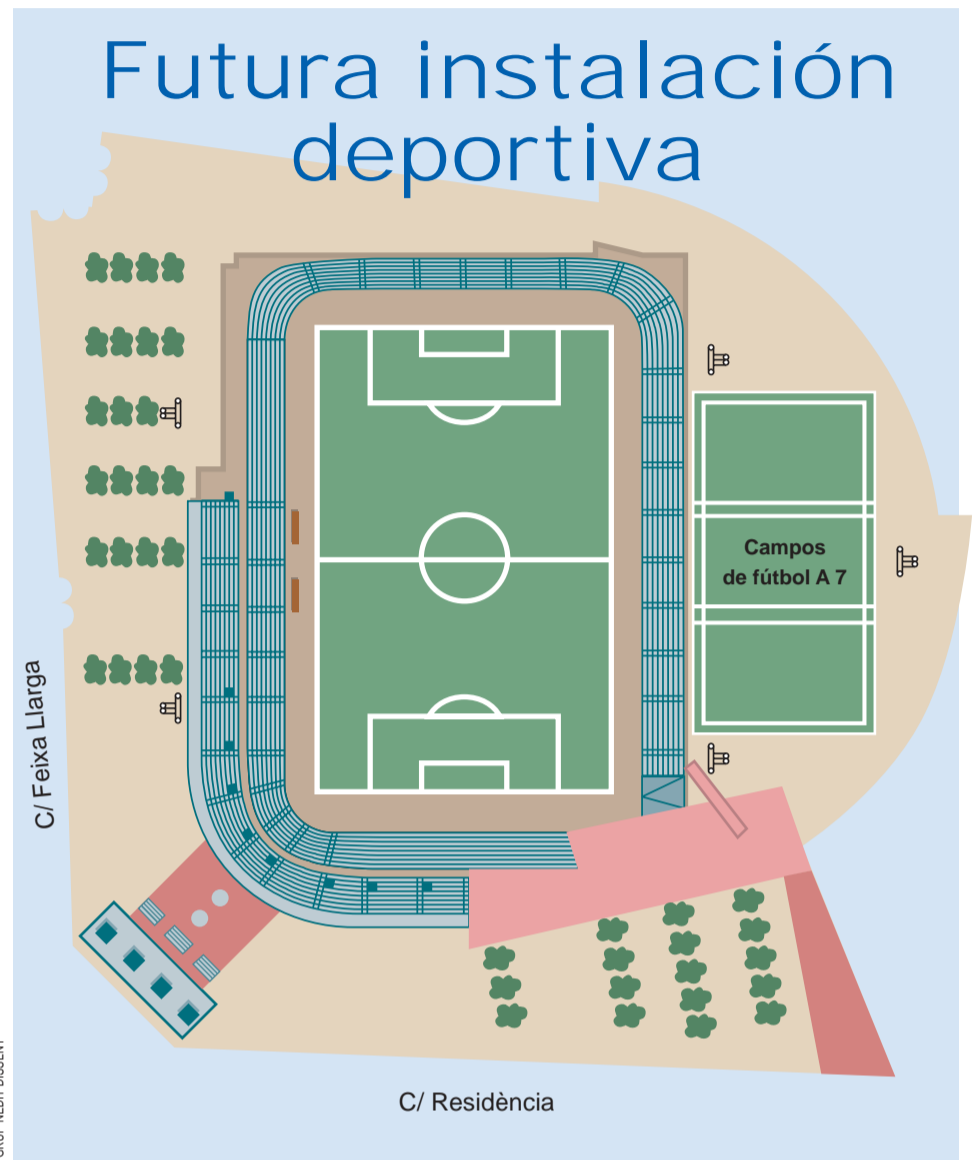 Futura instalación
deportiva
Campos
de fútbol A 7
C/ Feixa Llarga
C/ Residència